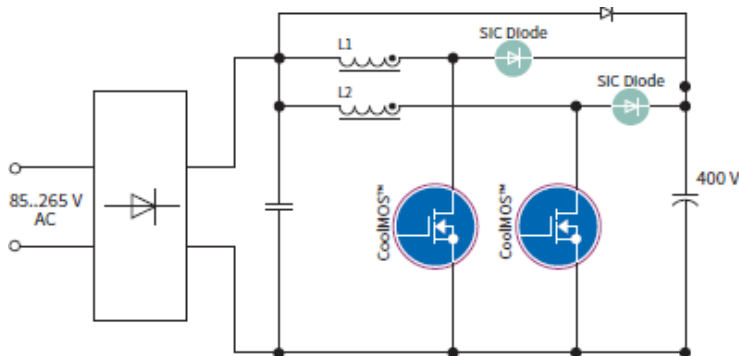 SIC Diode
L1
SIC Diode
L2
85..265 V
AC
CoolMOS™
CoolMOS™
400 V